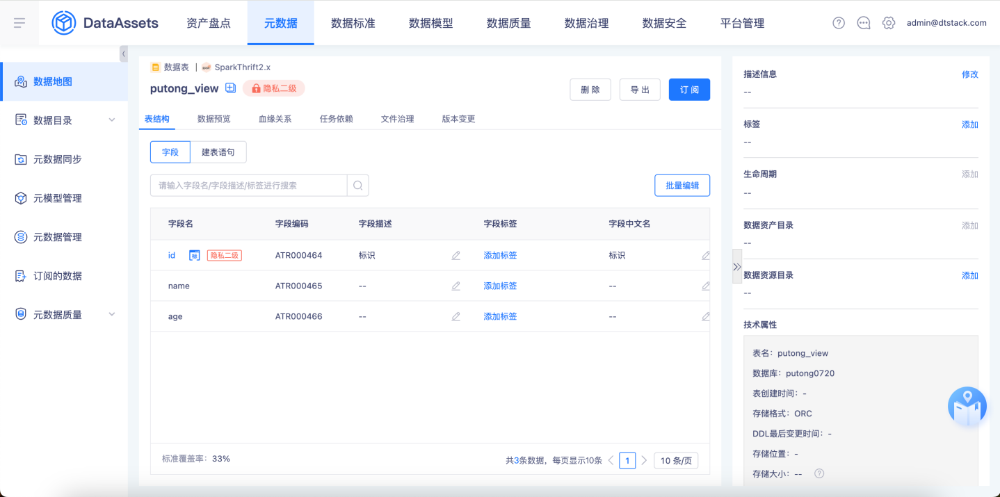 DataAssets 资产盘点 元数据 数据标准 数据模型 数据质量 数据治理 数据安全 平台管理 admin@dtstack.com
数据地图
数据目录
元数据同步
元模型管理
元数据管理
订阅的数据
元数据质量
数据表 | SparkThrift2.x
putong_view 隐私二级
删 除 导 出 订 阅
表结构 数据预览 血缘关系 任务依赖 文件治理 版本变更
字段 建表语句
请输入字段名/字段描述/标签进行搜索 批量编辑
字段名 字段编码 字段描述 字段标签 字段中文名
id 标 隐私二级 ATR000464 标识 添加标签 标识
name ATR000465 -- 添加标签 --
age ATR000466 -- 添加标签 --
标准覆盖率：33% 共3条数据，每页显示10条 1 10 条/页
描述信息 修改
--
标签 添加
--
生命周期 添加
--
数据资产目录 添加
--
数据资源目录 添加
--
技术属性
表名：putong_view
数据库：putong0720
表创建时间：-
存储格式：ORC
DDL最后变更时间：-
存储位置：-
存储大小：--